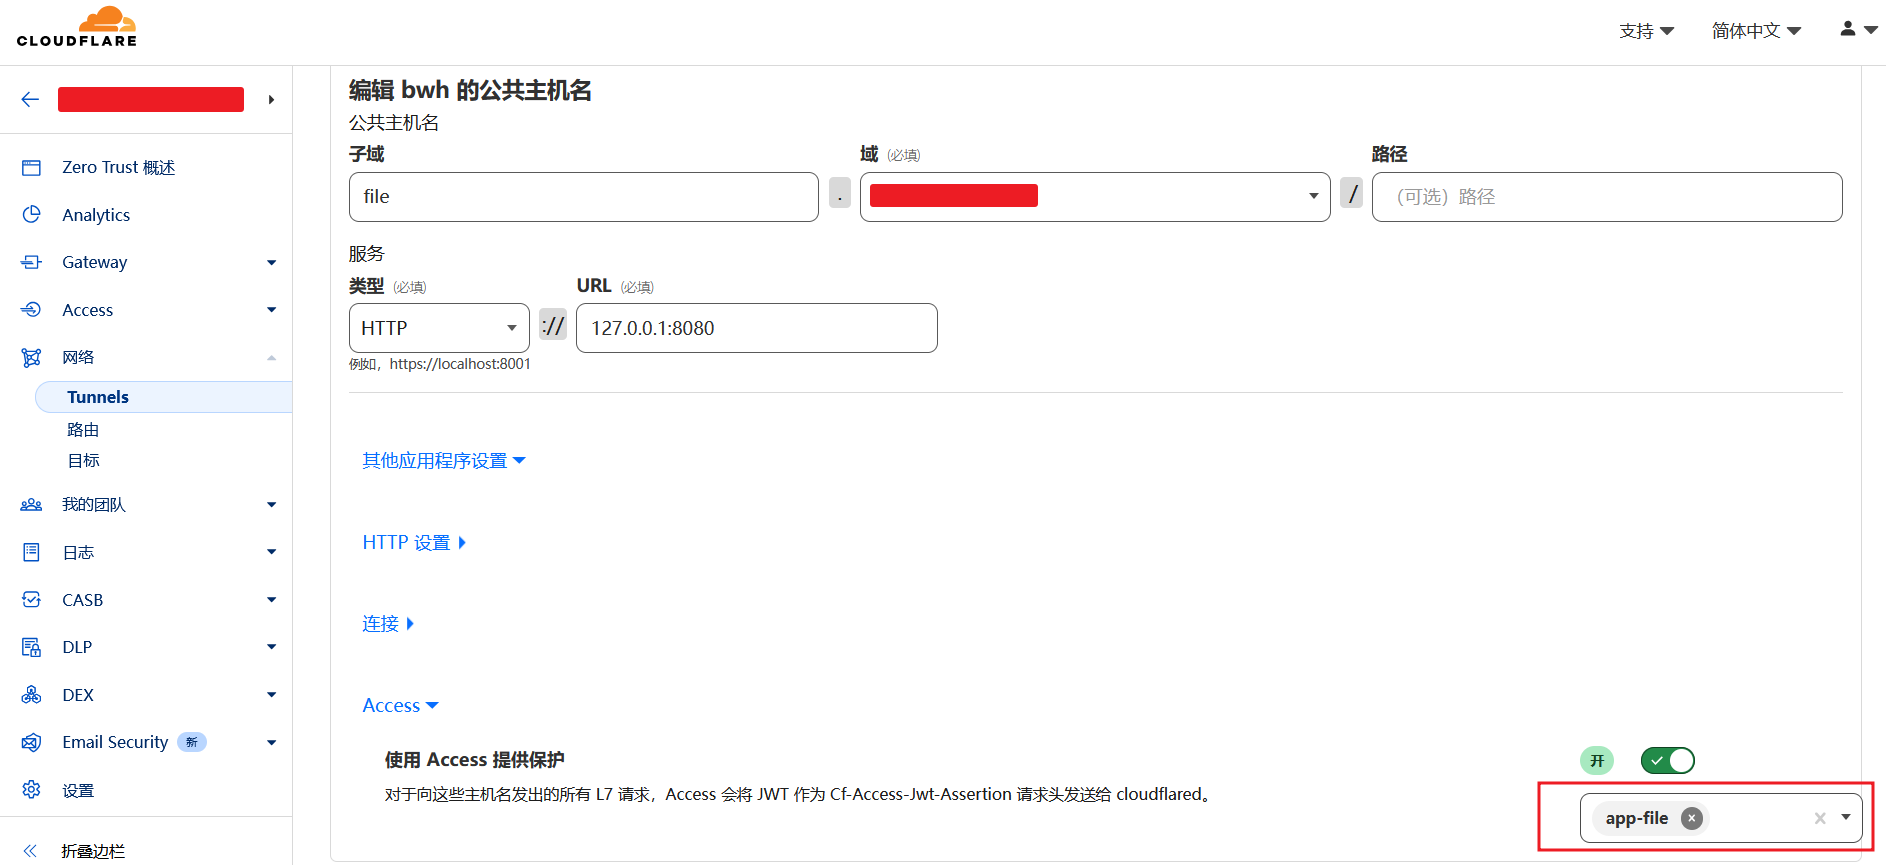 CLOUDFLARE
支持
简体中文
Zero Trust 概述
Analytics
Gateway
Access
网络
Tunnels
路由
目标
我的团队
日志
CASB
DLP
DEX
Email Security 新
设置
折叠边栏
编辑 bwh 的公共主机名
公共主机名
子域 域 (必填) 路径
file . / （可选）路径
服务
类型 (必填) URL (必填)
HTTP :// 127.0.0.1:8080
例如，https://localhost:8001
其他应用程序设置
HTTP 设置
连接
Access
使用 Access 提供保护 开
对于向这些主机名发出的所有 L7 请求，Access 会将 JWT 作为 Cf-Access-Jwt-Assertion 请求头发送给 cloudflared。
app-file